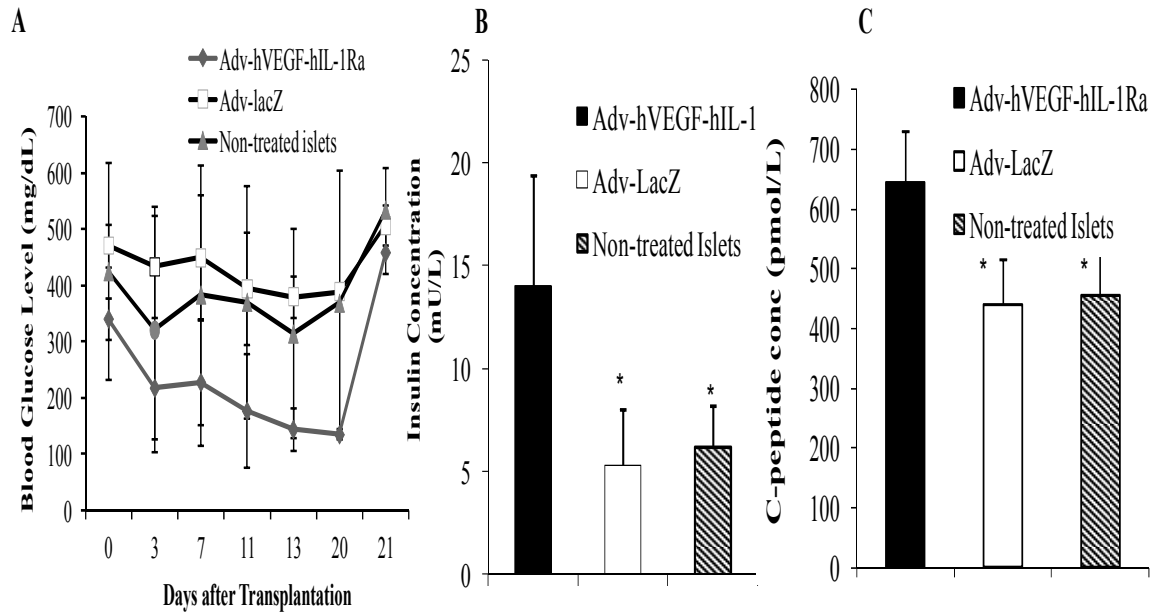 A
Adv-hVEGF-hIL-1Ra
Adv-lacZ
Non-treated islets
Blood Glucose Level (mg/dL)
700
600
500
400
300
200
100
0
0 3 7 11 13 20 21
Days after Transplantation
B
Adv-hVEGF-hIL-1
Adv-LacZ
Non-treated Islets
Insulin Concentration
(mU/L)
25
20
15
10
5
0
* *
C
Adv-hVEGF-hIL-1Ra
Adv-LacZ
Non-treated Islets
C-peptide conc (pmol/L)
800
700
600
500
400
300
200
100
0
* *